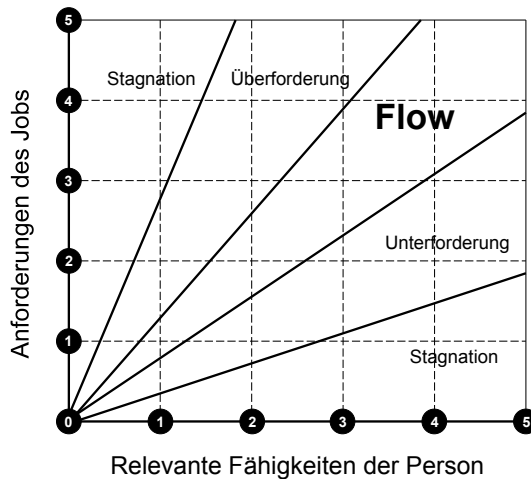 5
Stagnation
Überforderung
4
Flow
3
Unterforderung
2
1
Stagnation
0
1
2
3
4
5
Anforderungen des Jobs
Relevante Fähigkeiten der Person